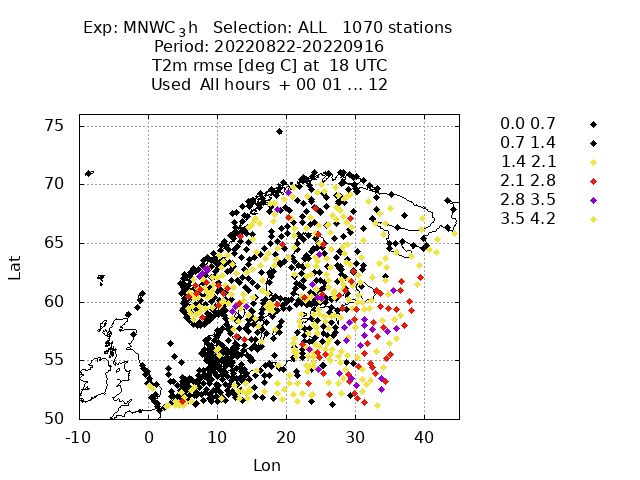 Exp: MNWC_3h Selection: ALL 1070 stations
Period: 20220822-20220916
T2m rmse [deg C] at 18 UTC
Used All hours + 00 01 ... 12
0.0 0.7
0.7 1.4
1.4 2.1
2.1 2.8
2.8 3.5
3.5 4.2
75
70
65
60
55
50
Lat
-10 0 10 20 30 40
Lon